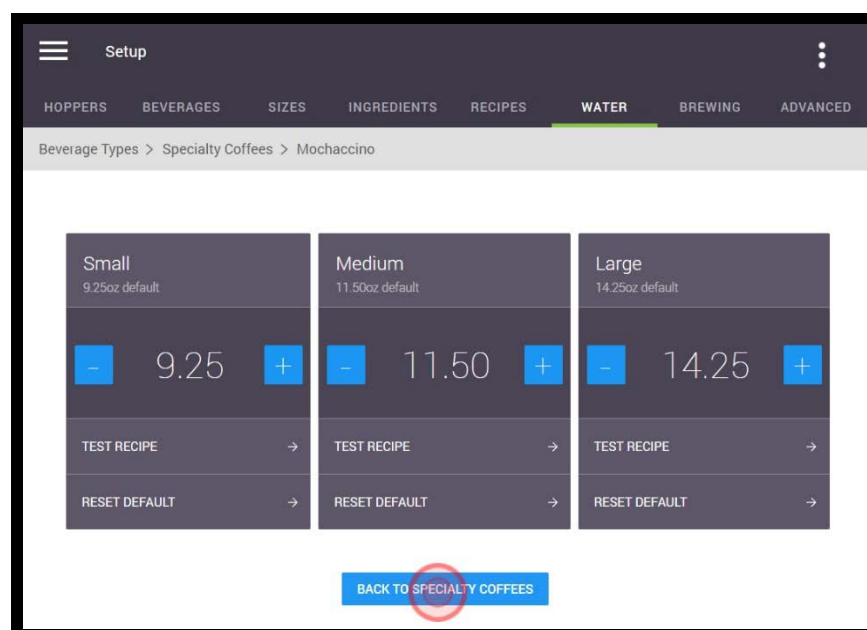 Setup
HOPPERS BEVERAGES SIZES INGREDIENTS RECIPES WATER BREWING ADVANCED
Beverage Types > Specialty Coffees > Mochaccino
Small
9.25oz default
- 9.25 +
TEST RECIPE →
RESET DEFAULT →
Medium
11.50oz default
- 11.50 +
TEST RECIPE →
RESET DEFAULT →
Large
14.25oz default
- 14.25 +
TEST RECIPE →
RESET DEFAULT →
BACK TO SPECIALTY COFFEES